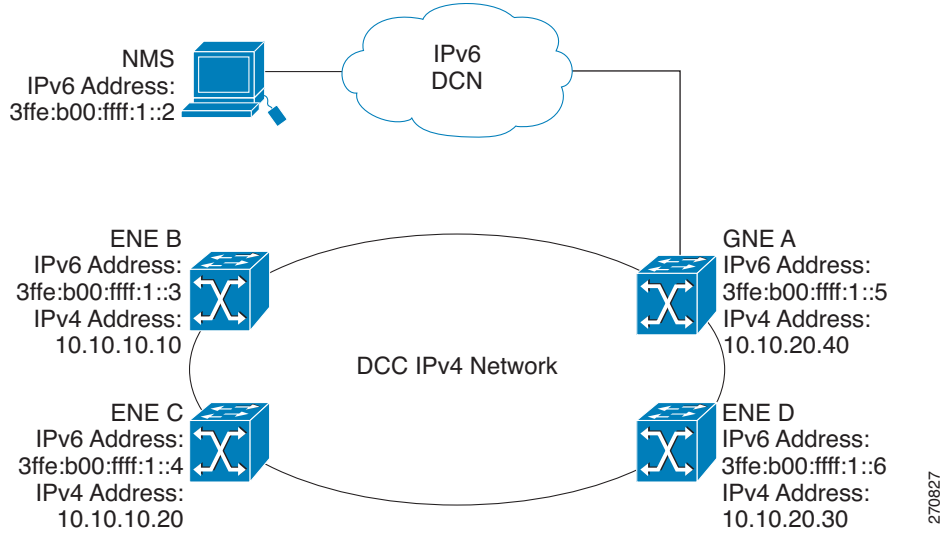 NMS
IPv6 Address:
3ffe:b00:ffff:1::2
IPv6
DCN
ENE B
IPv6 Address:
3ffe:b00:ffff:1::3
IPv4 Address:
10.10.10.10
GNE A
IPv6 Address:
3ffe:b00:ffff:1::5
IPv4 Address:
10.10.20.40
DCC IPv4 Network
ENE C
IPv6 Address:
3ffe:b00:ffff:1::4
IPv4 Address:
10.10.10.20
ENE D
IPv6 Address:
3ffe:b00:ffff:1::6
IPv4 Address:
10.10.20.30
270827